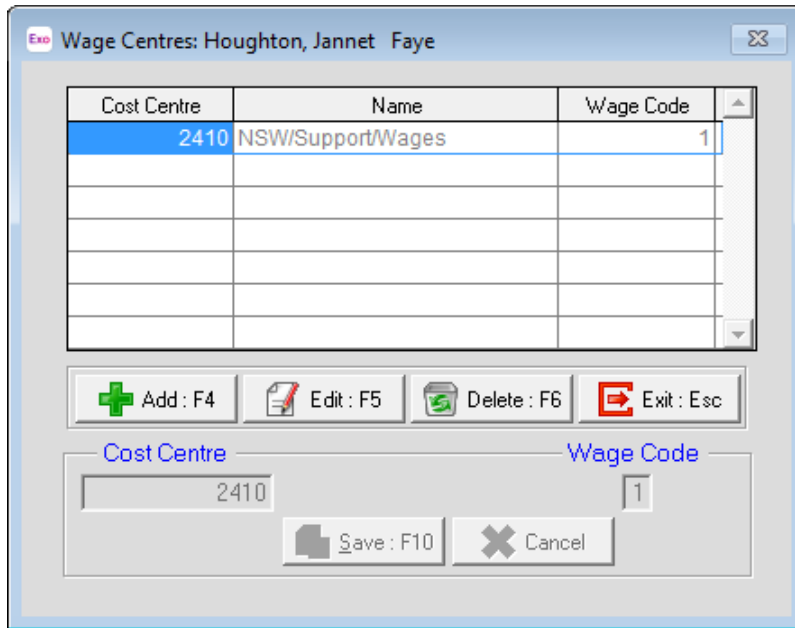 Exo Wage Centres: Houghton, Jannet Faye
Cost Centre Name Wage Code
2410 NSW/Support/Wages 1
Add : F4 Edit : F5 Delete : F6 Exit : Esc
Cost Centre Wage Code
2410 1
Save : F10 Cancel